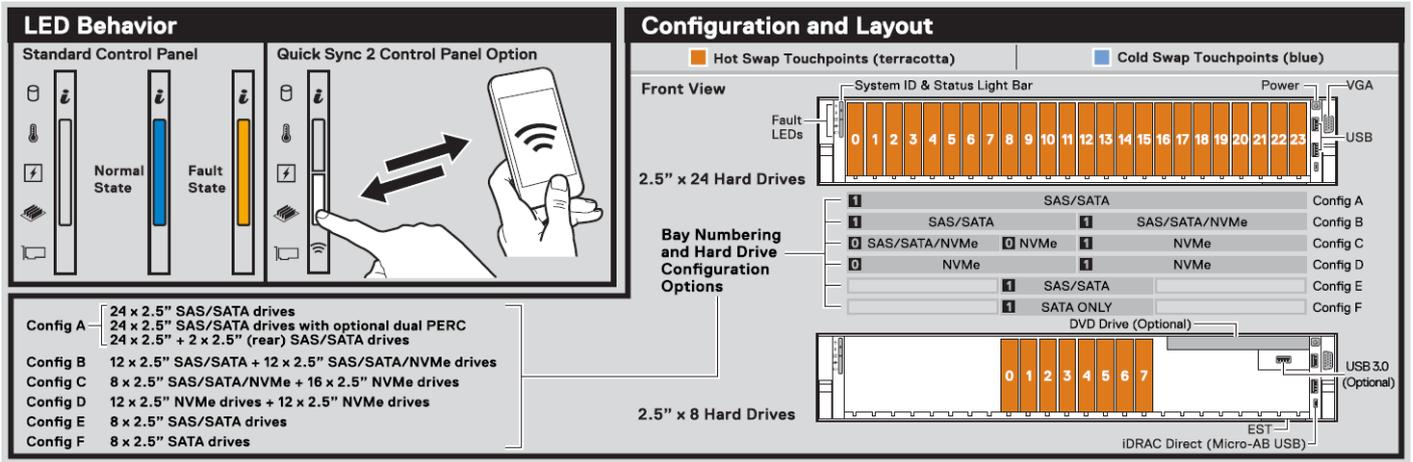 LED Behavior
Standard Control Panel
i
i
i
Normal
State
Fault
State
Quick Sync 2 Control Panel Option
i
Configuration and Layout
Hot Swap Touchpoints (terracotta)
Cold Swap Touchpoints (blue)
Front View
System ID & Status Light Bar
Power
VGA
Fault
LEDs
0 1 2 3 4 5 6 7 8 9 10 11 12 13 14 15 16 17 18 19 20 21 22 23
USB
2.5” x 24 Hard Drives
Bay Numbering
and Hard Drive
Configuration
Options
1 SAS/SATA Config A
1 SAS/SATA 1 SAS/SATA/NVMe Config B
0 SAS/SATA/NVMe 0 NVMe 1 NVMe Config C
0 NVMe 1 NVMe Config D
1 SAS/SATA Config E
1 SATA ONLY Config F
DVD Drive (Optional)
0 1 2 3 4 5 6 7
USB 3.0
(Optional)
2.5” x 8 Hard Drives
EST
iDRAC Direct (Micro-AB USB)
Config A
24 x 2.5” SAS/SATA drives
24 x 2.5” SAS/SATA drives with optional dual PERC
24 x 2.5” + 2 x 2.5” (rear) SAS/SATA drives
Config B 12 x 2.5” SAS/SATA + 12 x 2.5” SAS/SATA/NVMe drives
Config C 8 x 2.5” SAS/SATA/NVMe + 16 x 2.5” NVMe drives
Config D 12 x 2.5” NVMe drives + 12 x 2.5” NVMe drives
Config E 8 x 2.5” SAS/SATA drives
Config F 8 x 2.5” SATA drives